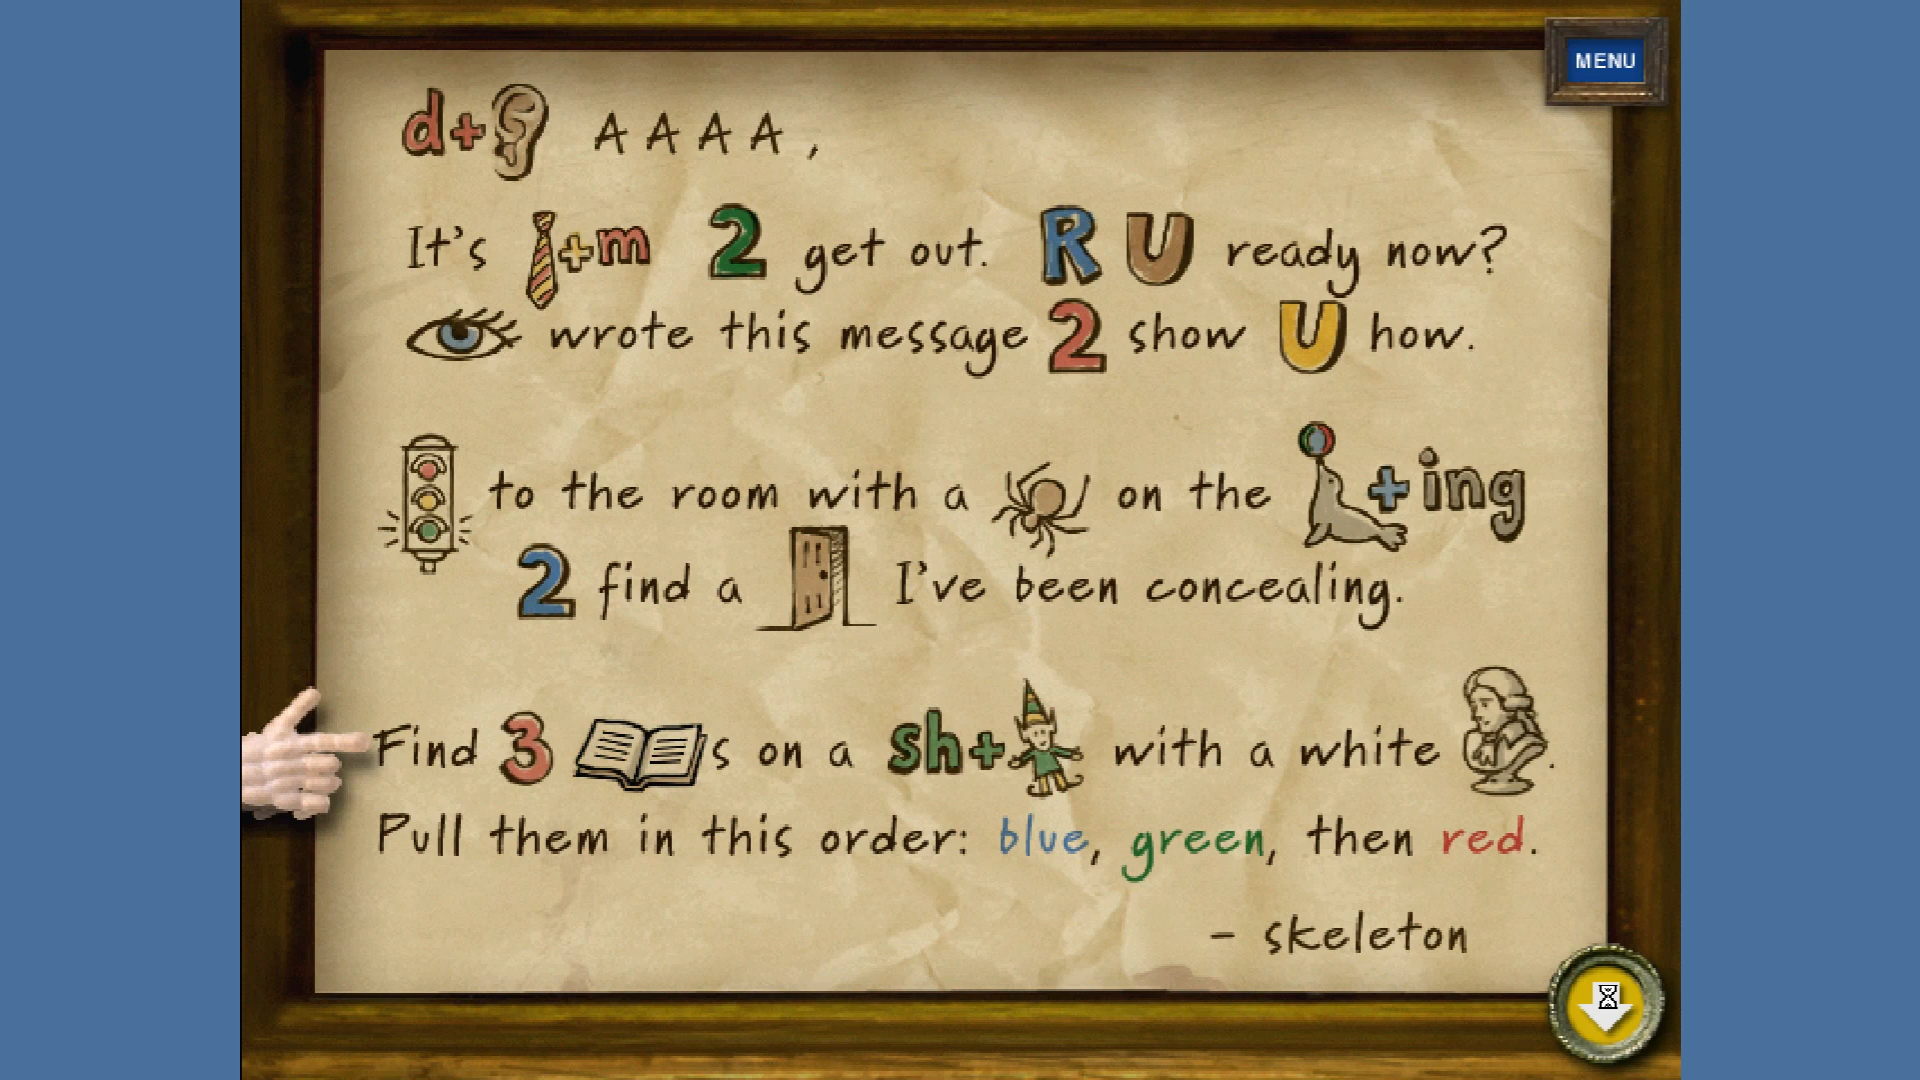 MENU
d+ A A A A,
It's +m 2 get out. R U ready now?
wrote this message 2 show U how.
to the room with a on the +ing
2 find a I've been concealing.
Find 3 s on a sh+ with a white .
Pull them in this order: blue, green, then red.
- skeleton